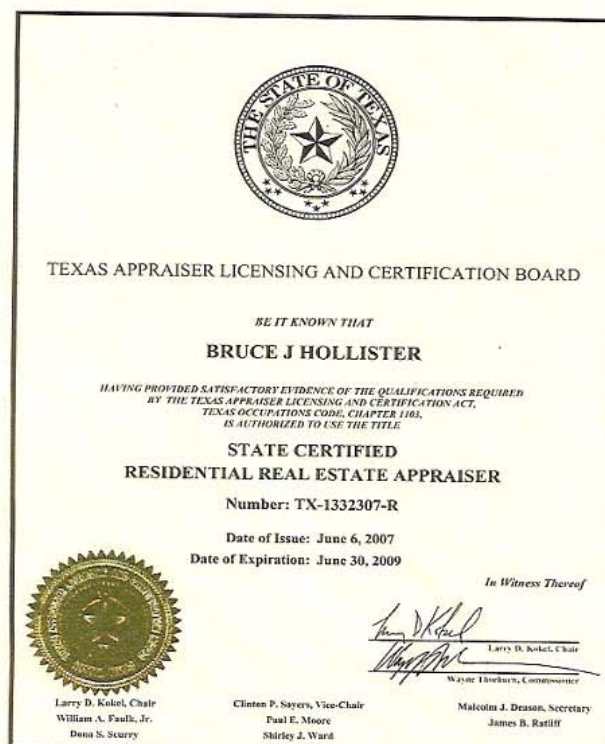 THE STATE OF TEXAS
TEXAS APPRAISER LICENSING AND CERTIFICATION BOARD
BE IT KNOWN THAT
BRUCE J HOLLISTER
HAVING PROVIDED SATISFACTORY EVIDENCE OF THE QUALIFICATIONS REQUIRED
BY THE TEXAS APPRAISER LICENSING AND CERTIFICATION ACT,
TEXAS OCCUPATIONS CODE, CHAPTER 1103,
IS AUTHORIZED TO USE THE TITLE
STATE CERTIFIED
RESIDENTIAL REAL ESTATE APPRAISER
Number: TX-1332307-R
Date of Issue: June 6, 2007
Date of Expiration: June 30, 2009
In Witness Thereof
Larry D. Kokel, Chair
Wayne Thorburn, Commissioner
Larry D. Kokel, Chair
William A. Faulk, Jr.
Dona S. Scurry
Clinton P. Sayers, Vice-Chair
Paul E. Moore
Shirley J. Ward
Malcolm J. Deason, Secretary
James B. Ratliff